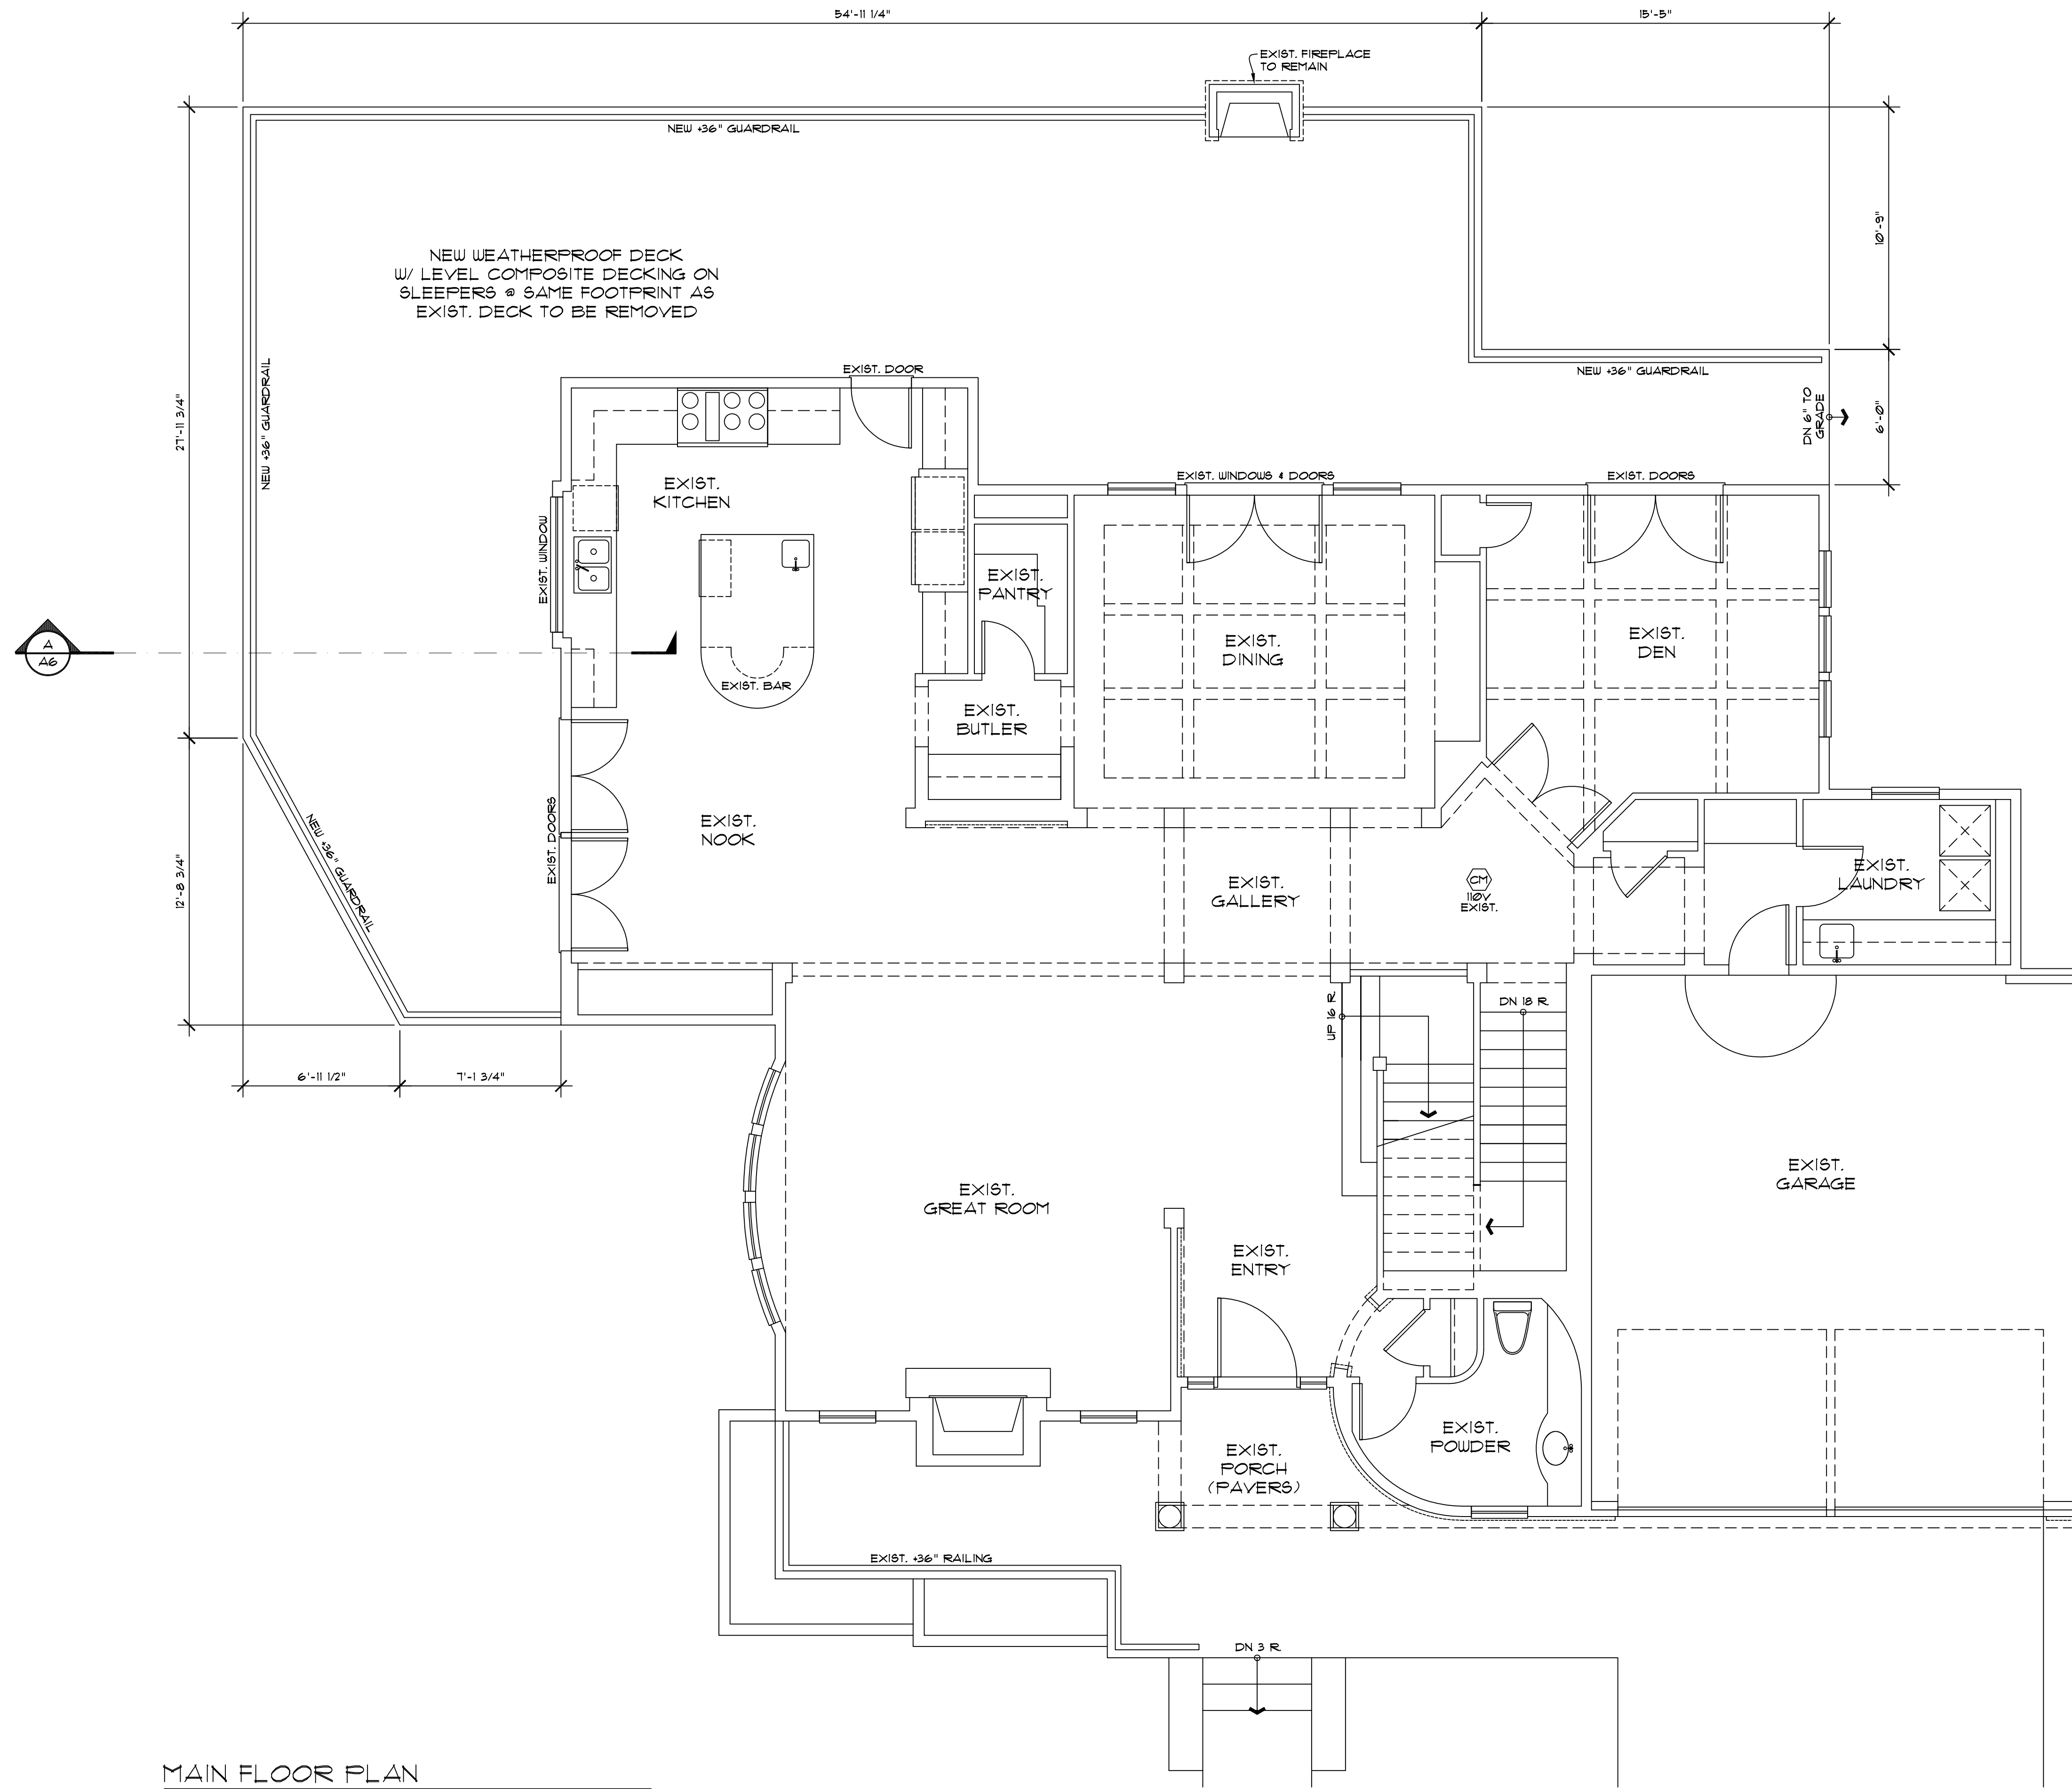 54'-11 1/4"
15'-5"
EXIST. FIREPLACE
TO REMAIN
NEW +36" GUARDRAIL
10'-9"
NEW WEATHERPROOF DECK
W/ LEVEL COMPOSITE DECKING ON
SLEEPERS @ SAME FOOTPRINT AS
EXIST. DECK TO BE REMOVED
27'-11 3/4"
NEW +36" GUARDRAIL
EXIST. DOOR
NEW +36" GUARDRAIL
DN 6" TO
GRADE
6'-0"
EXIST.
KITCHEN
EXIST. WINDOWS & DOORS
EXIST. DOORS
EXIST. WINDOW
EXIST.
PANTRY
EXIST.
DINING
EXIST.
DEN
A
A6
EXIST. BAR
EXIST.
BUTLER
EXIST.
NOOK
EXIST. DOORS
NEW +36" GUARDRAIL
12'-8 3/4"
EXIST.
GALLERY
CM
110V
EXIST.
EXIST.
LAUNDRY
UP 16 R.
DN 18 R.
6'-11 1/2"
7'-1 3/4"
EXIST.
GREAT ROOM
EXIST.
GARAGE
EXIST.
ENTRY
EXIST.
POWDER
EXIST.
PORCH
(PAVERS)
EXIST. +36" RAILING
DN 3 R.
MAIN FLOOR PLAN